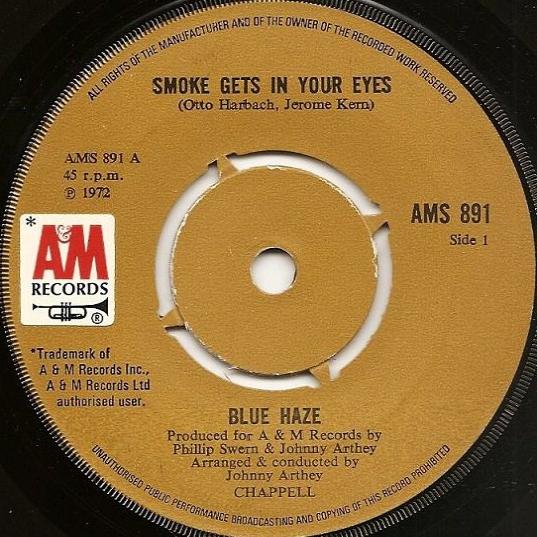 ALL RIGHTS OF THE MANUFACTURER AND OF THE OWNER OF THE RECORDED WORK RESERVED
SMOKE GETS IN YOUR EYES
(Otto Harbach, Jerome Kern)
AMS 891 A
45 r.p.m.
℗ 1972
AMS 891
Side 1
*
A&M
RECORDS
®
*Trademark of
A & M Records Inc.,
A & M Records Ltd
authorised user.
BLUE HAZE
Produced for A & M Records by
Phillip Swern & Johnny Arthey
Arranged & conducted by
Johnny Arthey
CHAPPELL
UNAUTHORISED PUBLIC PERFORMANCE BROADCASTING AND COPYING OF THIS RECORD PROHIBITED